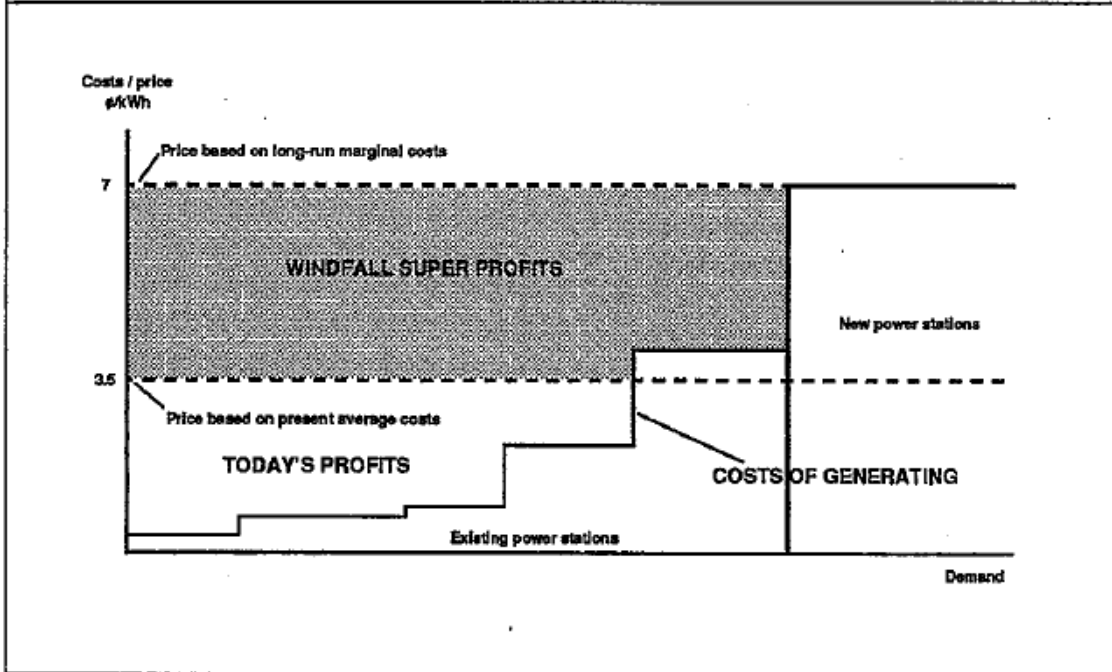 Costs / price
¢/kWh
Price based on long-run marginal costs
7
WINDFALL SUPER PROFITS
New power stations
3.5
Price based on present average costs
TODAY'S PROFITS
COSTS OF GENERATING
Existing power stations
Demand